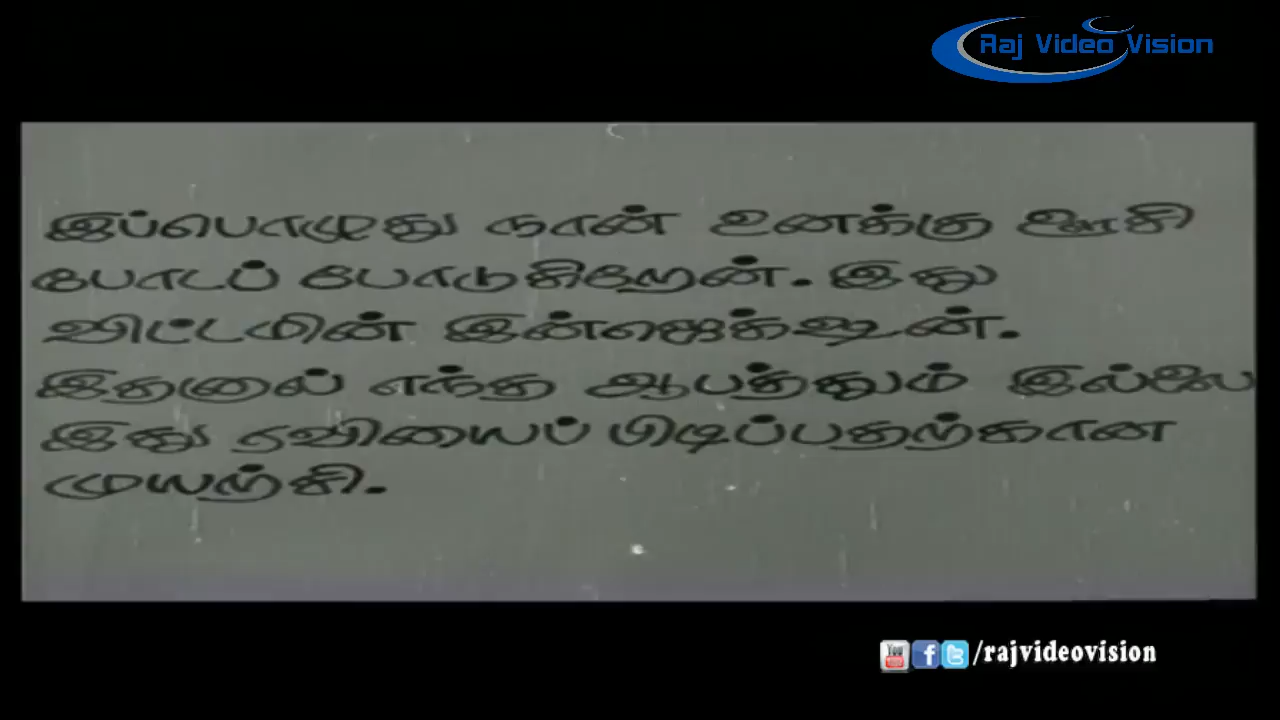 Raj Video Vision
இப்பொழுது நான் உனக்கு ஊசி
போடப் போடுகிறேன். இது
விட்டமின் இன்ஜெக்ஷன்.
இதனால் எந்த ஆபத்தும் இல்லை
இது ரவியைப் பிடிப்பதற்கான
முயற்சி.
You f t /rajvideovision